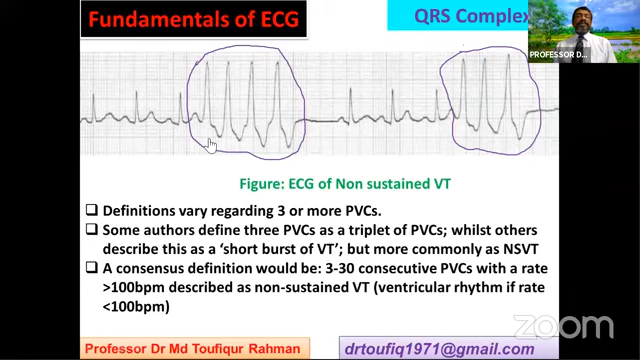 Fundamentals of ECG
QRS Complex
PROFESSOR D...
Figure: ECG of Non sustained VT
Definitions vary regarding 3 or more PVCs.
Some authors define three PVCs as a triplet of PVCs; whilst others
describe this as a ‘short burst of VT’; but more commonly as NSVT
A consensus definition would be: 3-30 consecutive PVCs with a rate
>100bpm described as non-sustained VT (ventricular rhythm if rate
<100bpm)
zoom
Professor Dr Md Toufiqur Rahman
drtoufiq1971@gmail.com